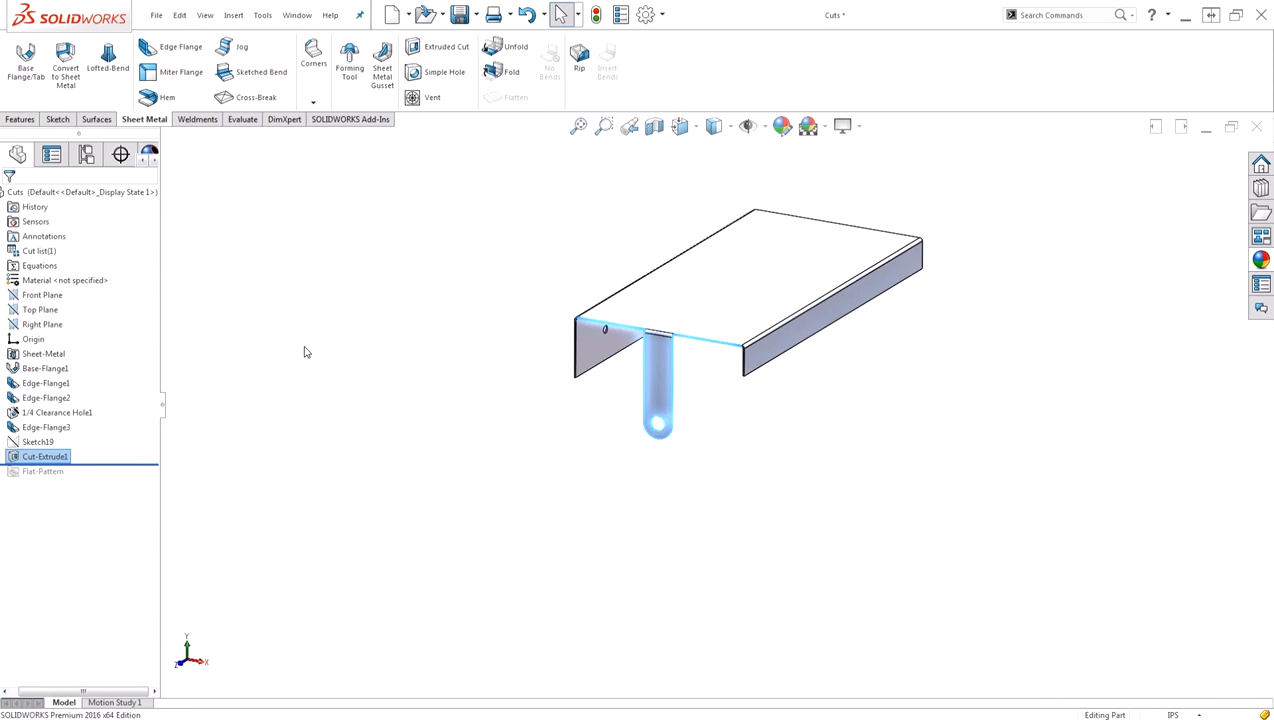 SOLIDWORKS
File Edit View Insert Tools Window Help
Cuts *
Search Commands
Base Flange/Tab
Convert to Sheet Metal
Lofted-Bend
Edge Flange
Miter Flange
Hem
Jog
Sketched Bend
Cross-Break
Corners
Forming Tool
Sheet Metal Gusset
Extruded Cut
Simple Hole
Vent
Unfold
Fold
Flatten
No Bends
Rip
Insert Bends
Features Sketch Surfaces Sheet Metal Weldments Evaluate DimXpert SOLIDWORKS Add-Ins
Cuts (Default<<Default>_Display State 1>)
History
Sensors
Annotations
Cut list(1)
Equations
Material <not specified>
Front Plane
Top Plane
Right Plane
Origin
Sheet-Metal
Base-Flange1
Edge-Flange1
Edge-Flange2
1/4 Clearance Hole1
Edge-Flange3
Sketch19
Cut-Extrude1
Flat-Pattern
Y
Z X
Model Motion Study 1
SOLIDWORKS Premium 2016 x64 Edition
Editing Part IPS